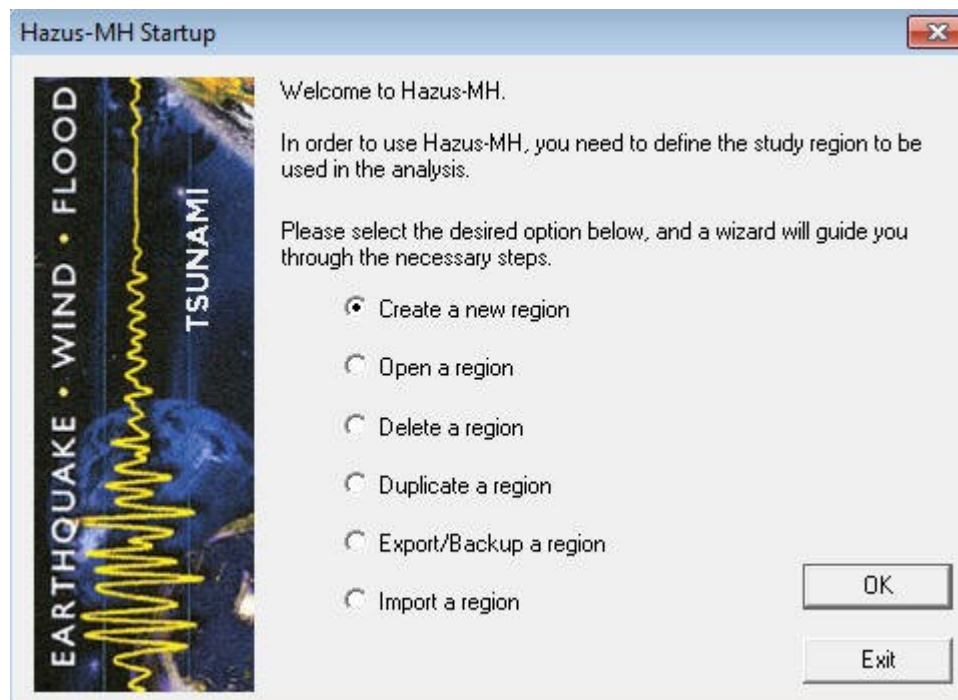 Hazus-MH Startup
EARTHQUAKE • WIND • FLOOD
TSUNAMI
Welcome to Hazus-MH.
In order to use Hazus-MH, you need to define the study region to be
used in the analysis.
Please select the desired option below, and a wizard will guide you
through the necessary steps.
Create a new region
Open a region
Delete a region
Duplicate a region
Export/Backup a region
Import a region
OK
Exit